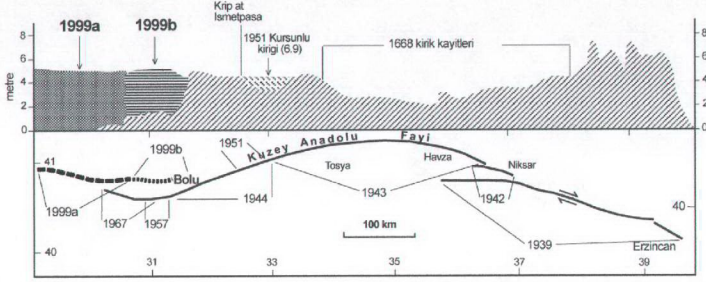 1999a
1999b
Krip at
Ismetpasa
1951 Kursunlu
kirigi (6.9)
1668 kirik kayitleri
8
6
4
2
0
metre
8
6
4
2
0
41
40
1999b
1951
Kuzey Anadolu Fayi
Bolu
Tosya
Havza
Niksar
1999a
1967
1957
1944
1943
1942
1939
Erzincan
100 km
40
31
33
35
37
39